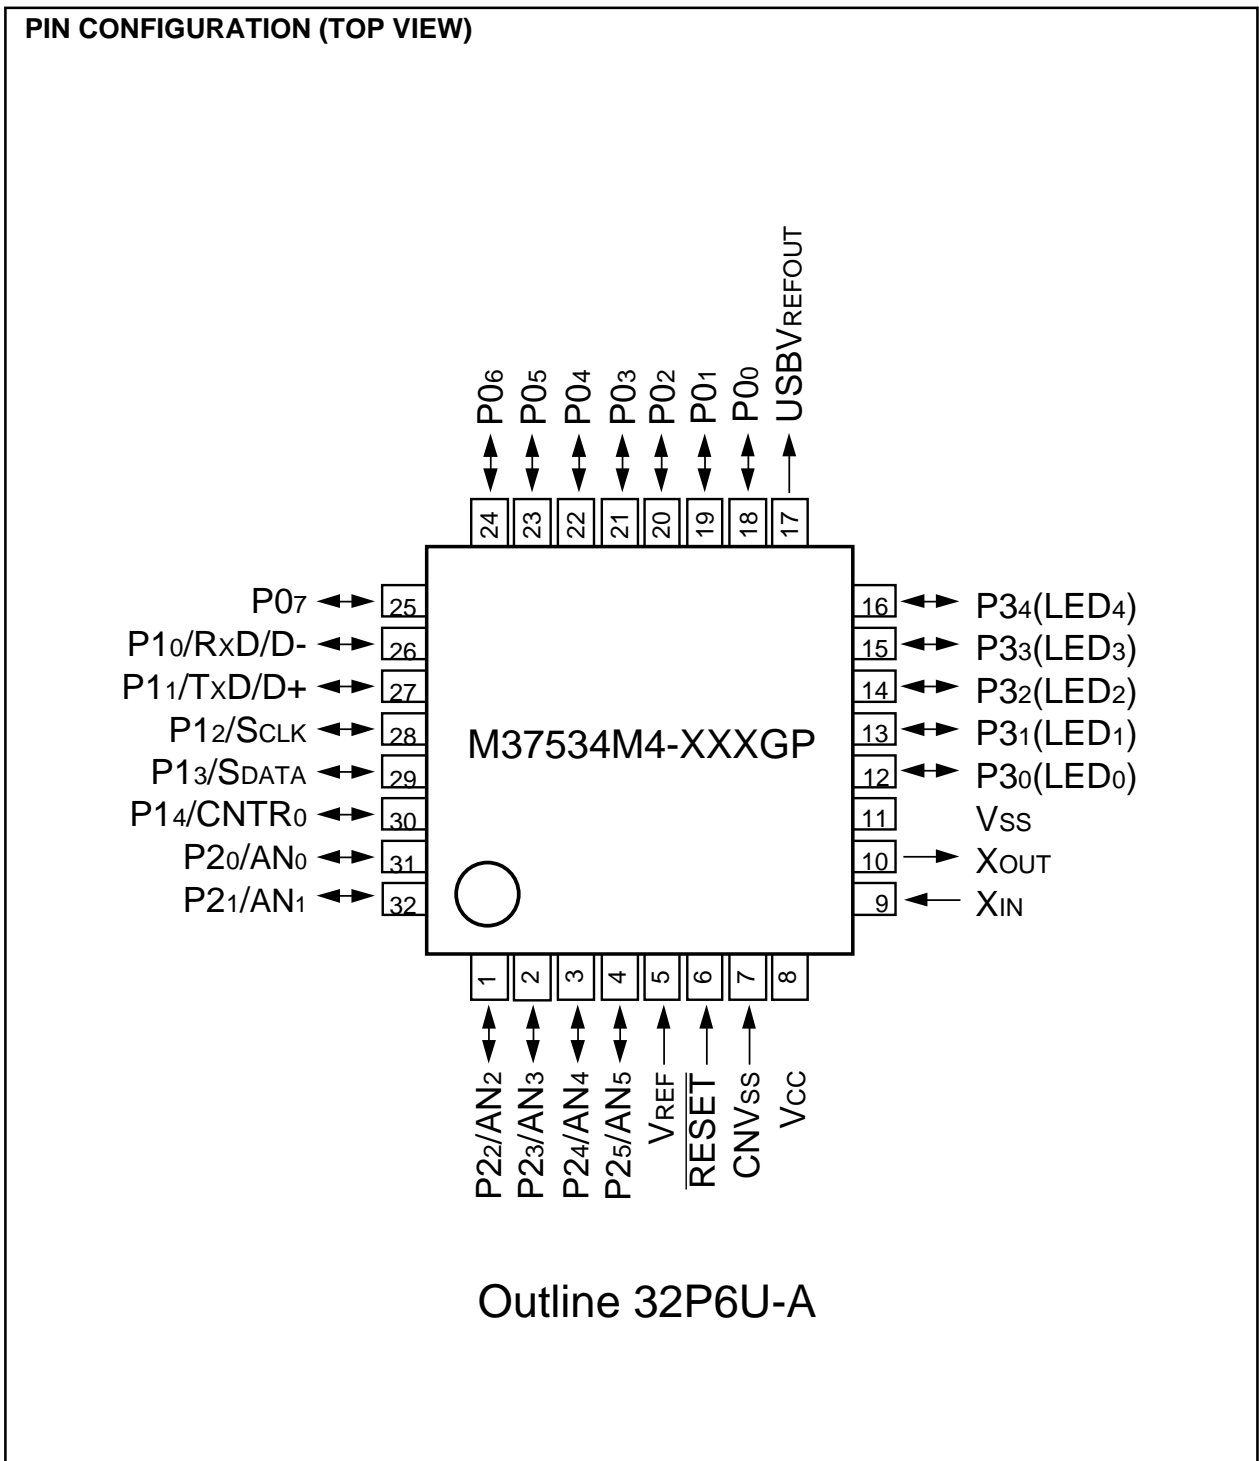 PIN CONFIGURATION (TOP VIEW)
P06
P05
P04
P03
P02
P01
P00
USBVREFOUT
24
23
22
21
20
19
18
17
P07 25
P10/RXD/D- 26
P11/TXD/D+ 27
P12/SCLK 28
P13/SDATA 29
P14/CNTR0 30
P20/AN0 31
P21/AN1 32
M37534M4-XXXGP
16 P34(LED4)
15 P33(LED3)
14 P32(LED2)
13 P31(LED1)
12 P30(LED0)
11 VSS
10 XOUT
9 XIN
1
2
3
4
5
6
7
8
P22/AN2
P23/AN3
P24/AN4
P25/AN5
VREF
RESET
CNVSS
VCC
Outline 32P6U-A